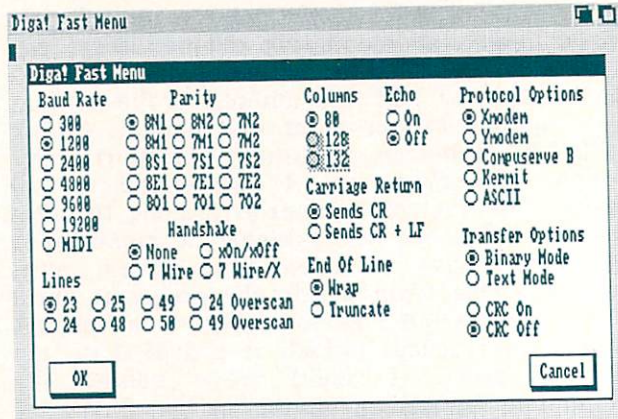 Diga! Fast Menu
Diga! Fast Menu
Baud Rate
300
1200
2400
4800
9600
19200
MIDI
Parity
8N1 8N2 7N2
8M1 7M1 7M2
8S1 7S1 7S2
8E1 7E1 7E2
8O1 7O1 7O2
Handshake
None xOn/xOff
7 Wire 7 Wire/X
Lines
23 25 49 24 Overscan
24 48 50 49 Overscan
Columns
80
128
132
Echo
On
Off
Carriage Return
Sends CR
Sends CR + LF
End Of Line
Wrap
Truncate
Protocol Options
Xmodem
Ymodem
Compuserve B
Kermit
ASCII
Transfer Options
Binary Mode
Text Mode
CRC On
CRC Off
OK
Cancel